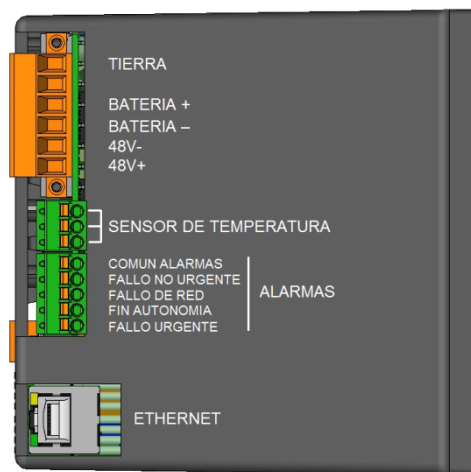 TIERRA
BATERIA +
BATERIA –
48V-
48V+
SENSOR DE TEMPERATURA
COMUN ALARMAS
FALLO NO URGENTE
FALLO DE RED
FIN AUTONOMIA
FALLO URGENTE
ALARMAS
ETHERNET